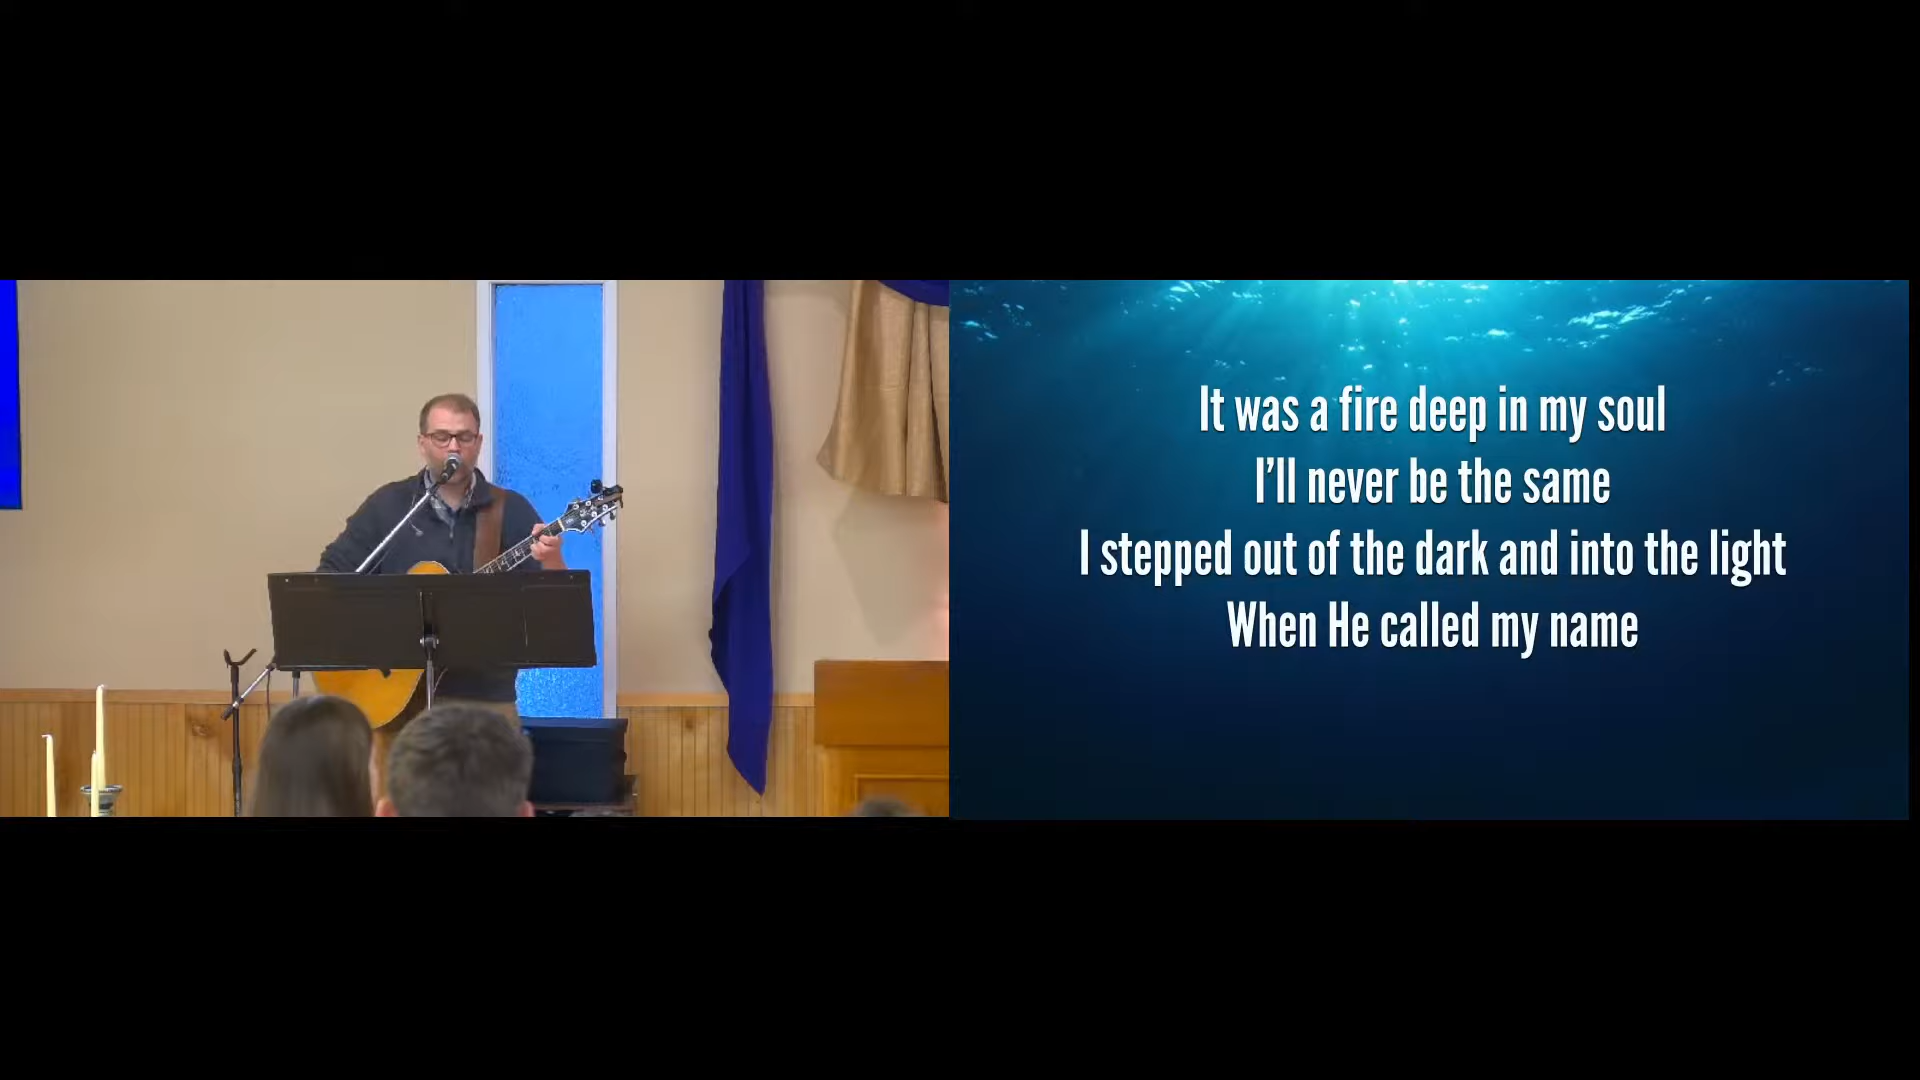 It was a fire deep in my soul
I’ll never be the same
I stepped out of the dark and into the light
When He called my name